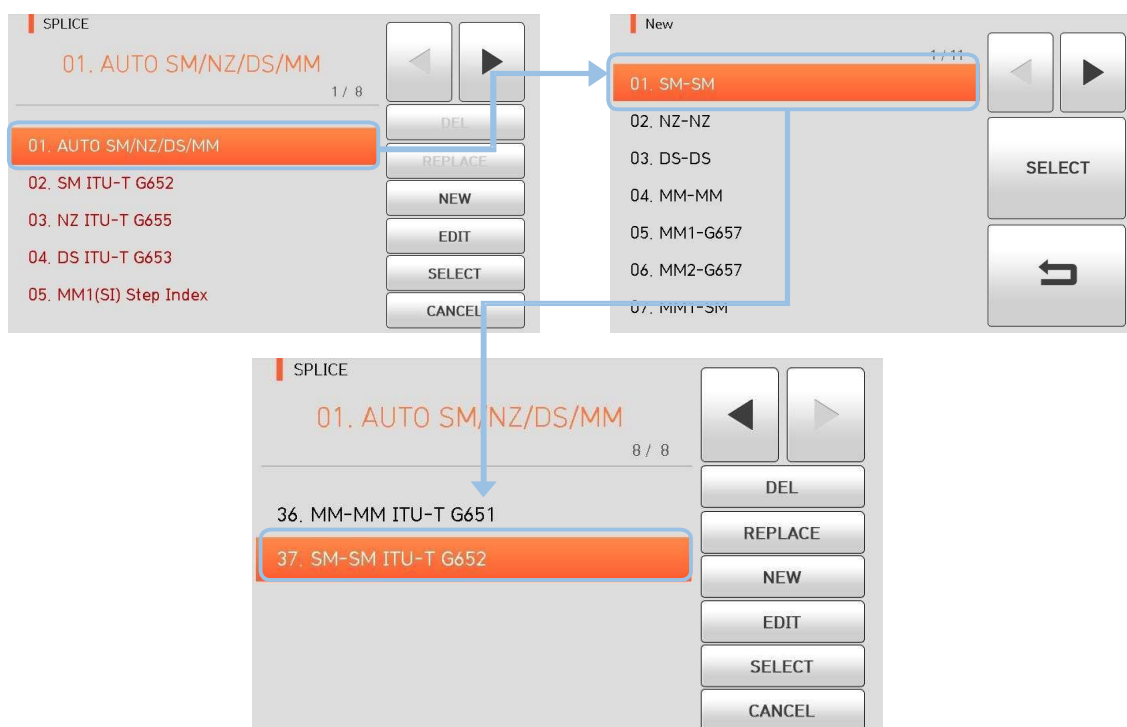 SPLICE
01. AUTO SM/NZ/DS/MM
1 / 8
01. AUTO SM/NZ/DS/MM
02. SM ITU-T G652
03. NZ ITU-T G655
04. DS ITU-T G653
05. MM1(SI) Step Index
DEL
REPLACE
NEW
EDIT
SELECT
CANCEL
New
1 / 11
01. SM-SM
02. NZ-NZ
03. DS-DS
04. MM-MM
05. MM1-G657
06. MM2-G657
07. MM1-SM
SELECT
SPLICE
01. AUTO SM/NZ/DS/MM
8 / 8
36. MM-MM ITU-T G651
37. SM-SM ITU-T G652
DEL
REPLACE
NEW
EDIT
SELECT
CANCEL